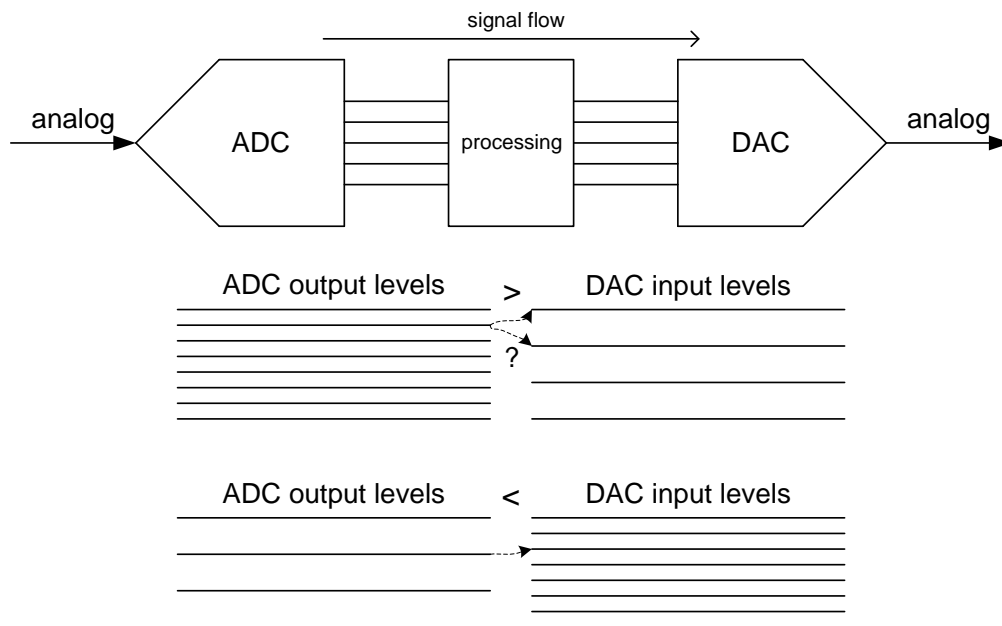 signal flow
analog
ADC
processing
DAC
analog
ADC output levels > DAC input levels
?
ADC output levels < DAC input levels